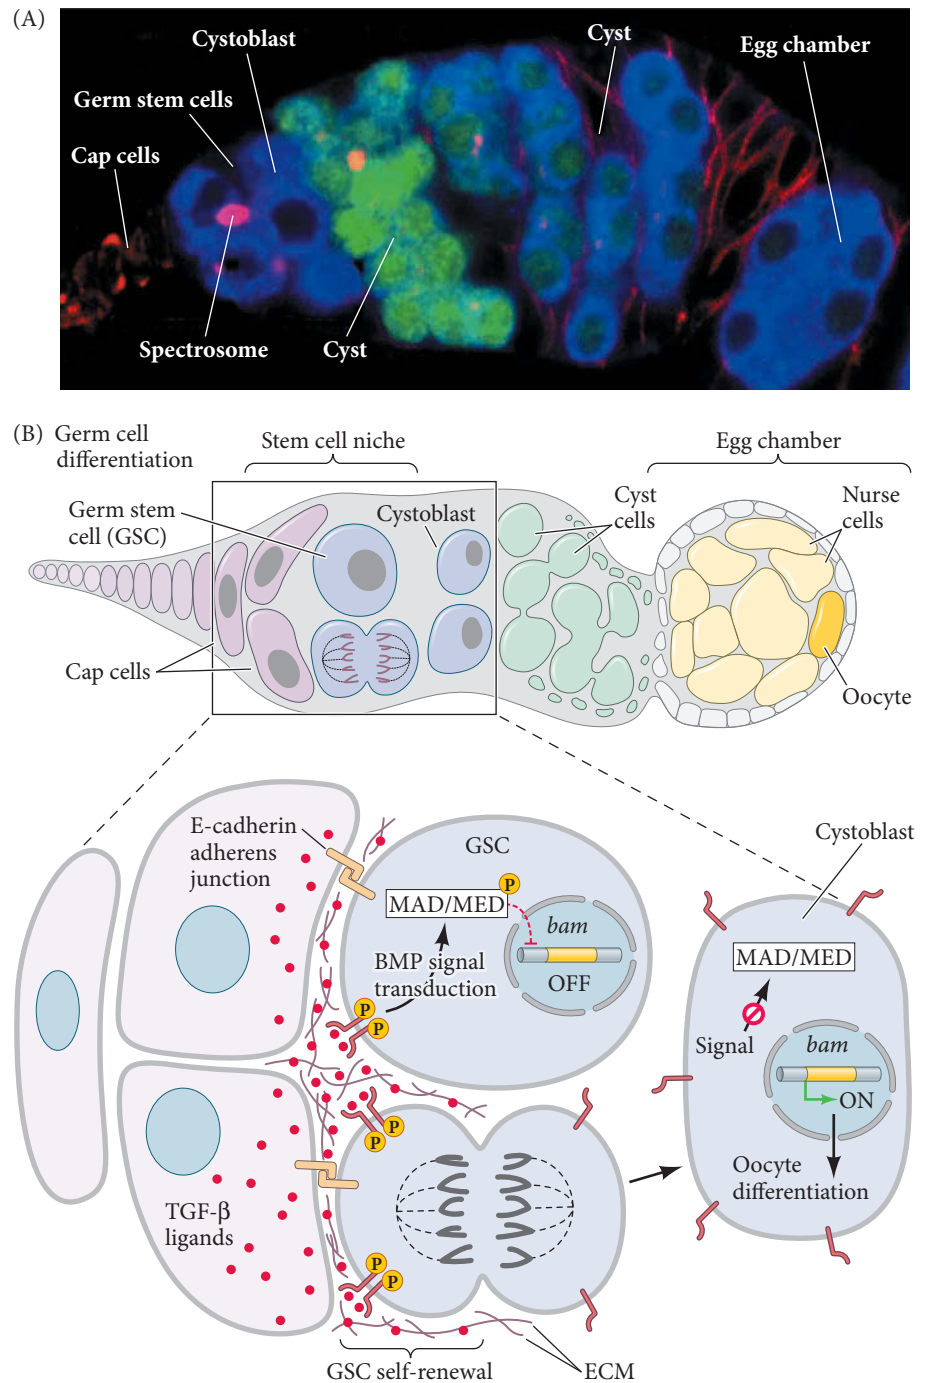 (A)
Cystoblast
Cyst
Egg chamber
Germ stem cells
Cap cells
Spectrosome
Cyst
(B) Germ cell
differentiation
Stem cell niche
Egg chamber
Germ stem
cell (GSC)
Cystoblast
Cyst
cells
Nurse
cells
Cap cells
Oocyte
E-cadherin
adherens
junction
GSC
Cystoblast
P
MAD/MED
bam
OFF
BMP signal
transduction
P
P
MAD/MED
Signal
bam
ON
P
P
Oocyte
differentiation
TGF-β
ligands
P
P
GSC self-renewal
ECM